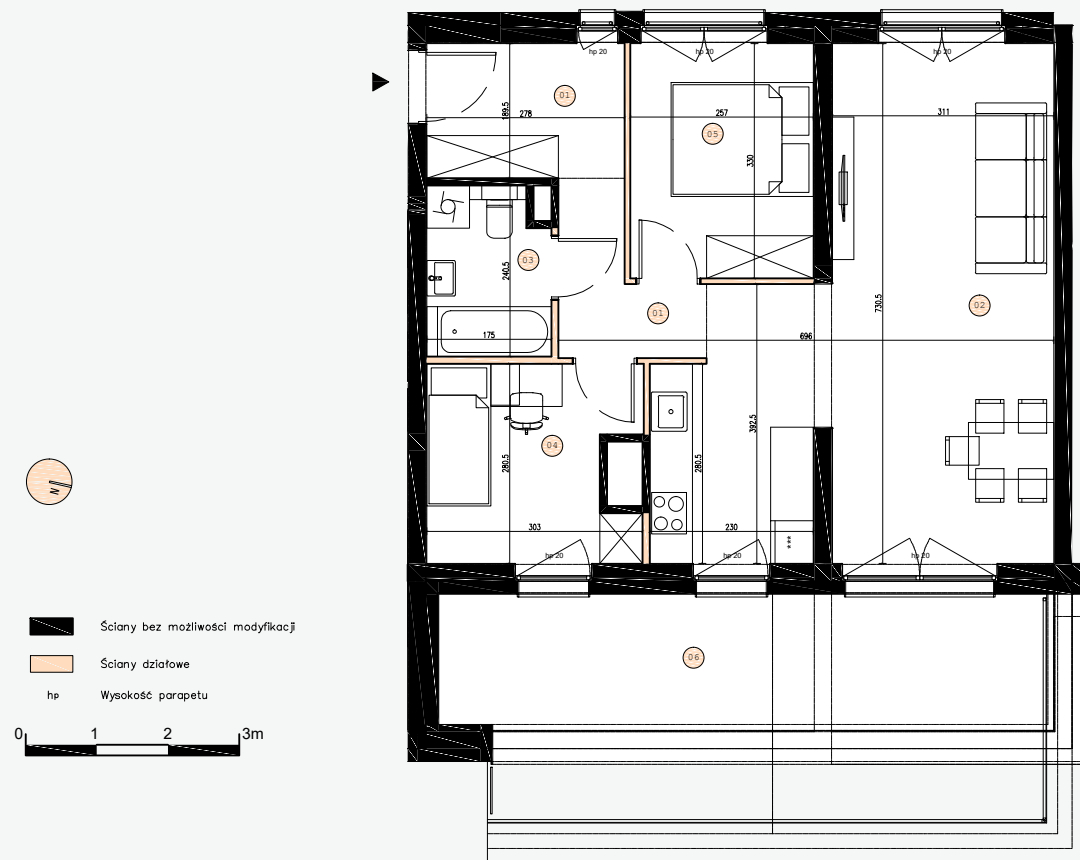 hp 20
hp 20
hp 20
01
189.5
278
257
05
330
311
03
240.5
01
730.5
02
175
696
392.5
04
280.5
280.5
N
303
230
***
hp 20
hp 20
hp 20
06
Ściany bez możliwości modyfikacji
Ściany działowe
hp Wysokość parapetu
0 1 2 3m